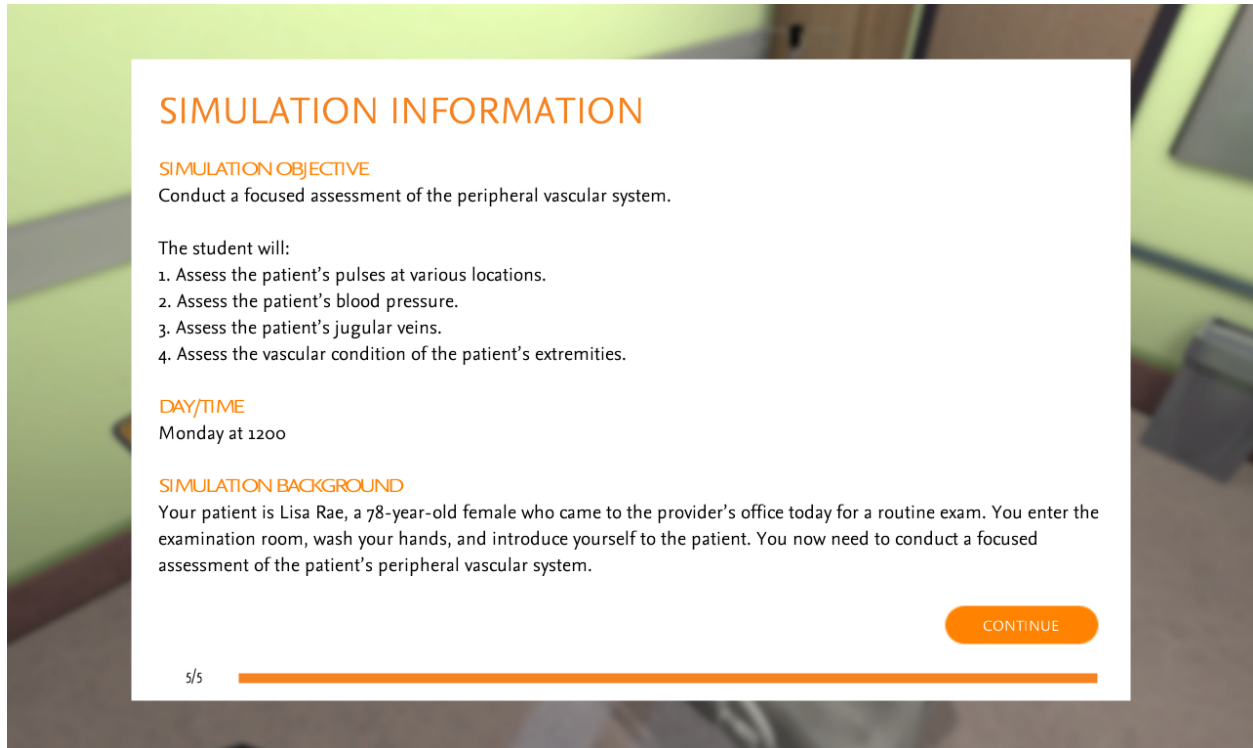 SIMULATION INFORMATION
SIMULATION OBJECTIVE
Conduct a focused assessment of the peripheral vascular system.
The student will:
1. Assess the patient’s pulses at various locations.
2. Assess the patient’s blood pressure.
3. Assess the patient’s jugular veins.
4. Assess the vascular condition of the patient’s extremities.
DAY/TIME
Monday at 1200
SIMULATION BACKGROUND
Your patient is Lisa Rae, a 78-year-old female who came to the provider’s office today for a routine exam. You enter the
examination room, wash your hands, and introduce yourself to the patient. You now need to conduct a focused
assessment of the patient’s peripheral vascular system.
CONTINUE
5/5